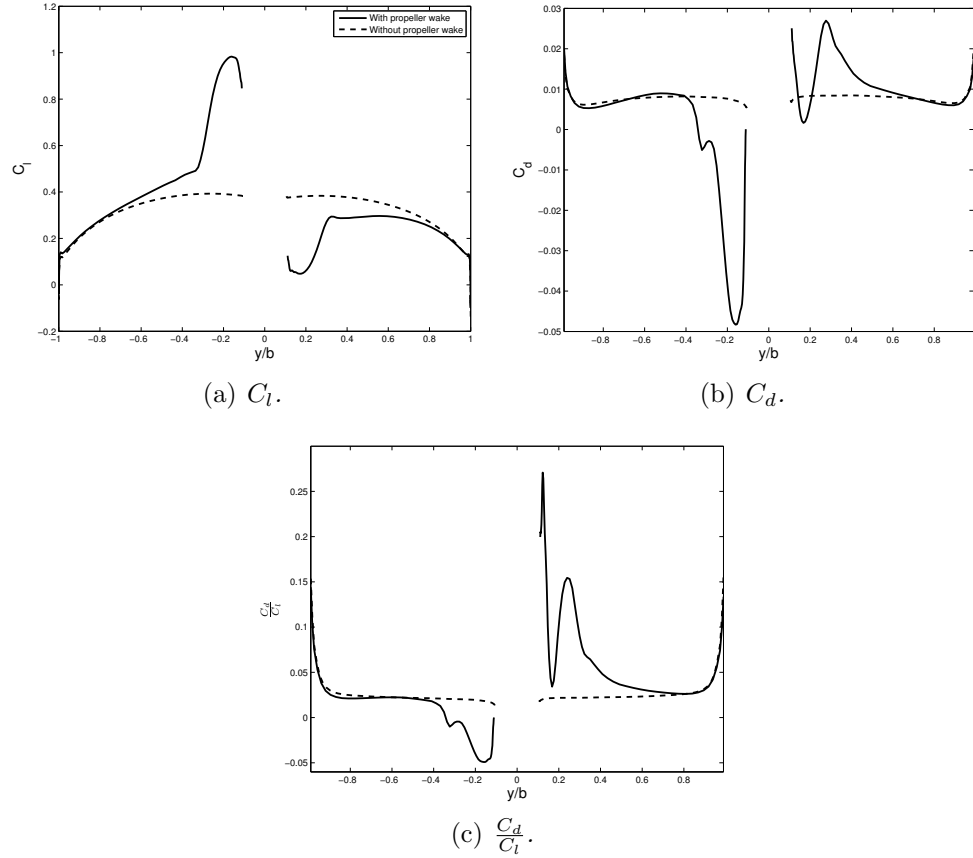 1.2
1
0.8
0.6
0.4
0.2
0
−0.2
C_l
−1 −0.8 −0.6 −0.4 −0.2 0 0.2 0.4 0.6 0.8 1
y/b
With propeller wake
Without propeller wake
(a) C_l.
0.03
0.02
0.01
0
−0.01
−0.02
−0.03
−0.04
−0.05
C_d
−0.8 −0.6 −0.4 −0.2 0 0.2 0.4 0.6 0.8
y/b
(b) C_d.
0.25
0.2
0.15
0.1
0.05
0
−0.05
C_d/C_l
−0.8 −0.6 −0.4 −0.2 0 0.2 0.4 0.6 0.8
y/b
(c) C_d/C_l.